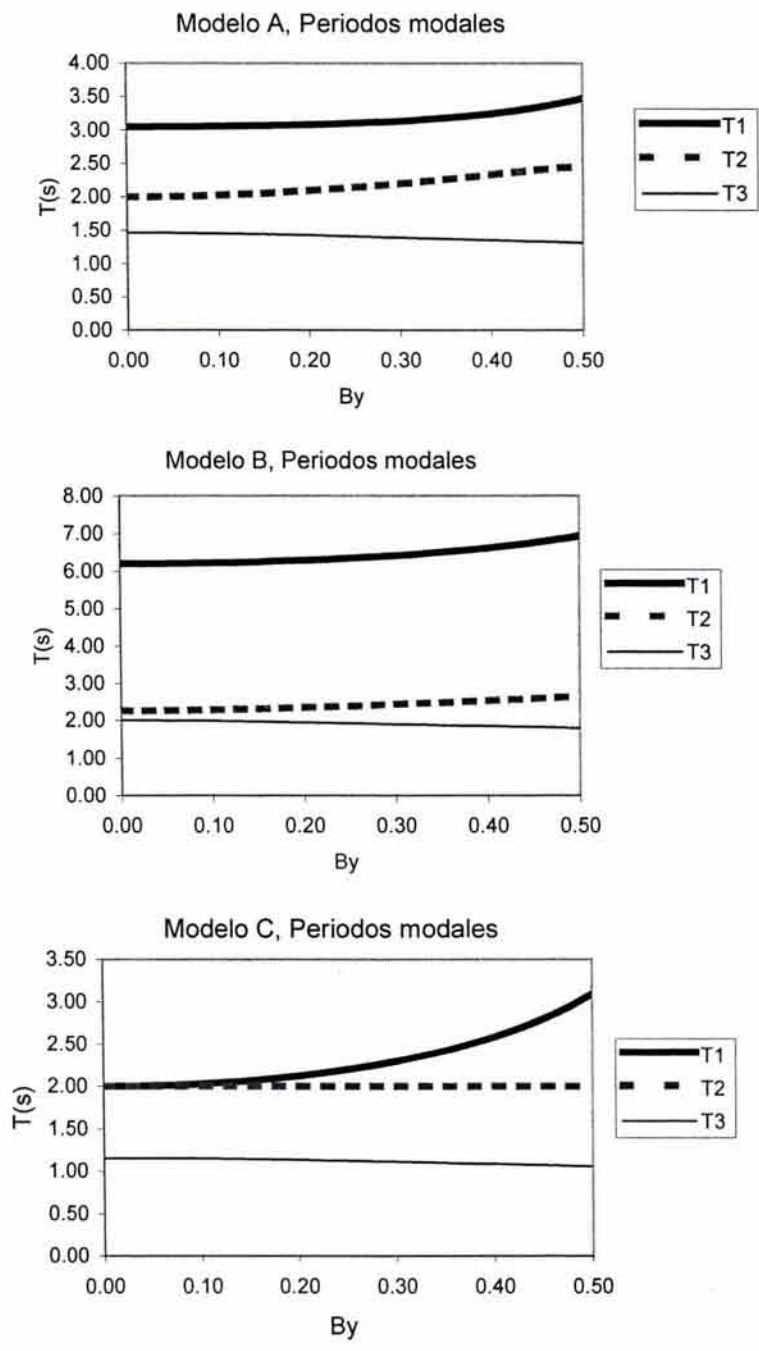 Modelo A, Periodos modales
4.00
3.50
3.00
2.50
2.00
1.50
1.00
0.50
0.00
T(s)
0.00 0.10 0.20 0.30 0.40 0.50
By
T1
T2
T3
Modelo B, Periodos modales
8.00
7.00
6.00
5.00
4.00
3.00
2.00
1.00
0.00
T(s)
0.00 0.10 0.20 0.30 0.40 0.50
By
T1
T2
T3
Modelo C, Periodos modales
3.50
3.00
2.50
2.00
1.50
1.00
0.50
0.00
T(s)
0.00 0.10 0.20 0.30 0.40 0.50
By
T1
T2
T3